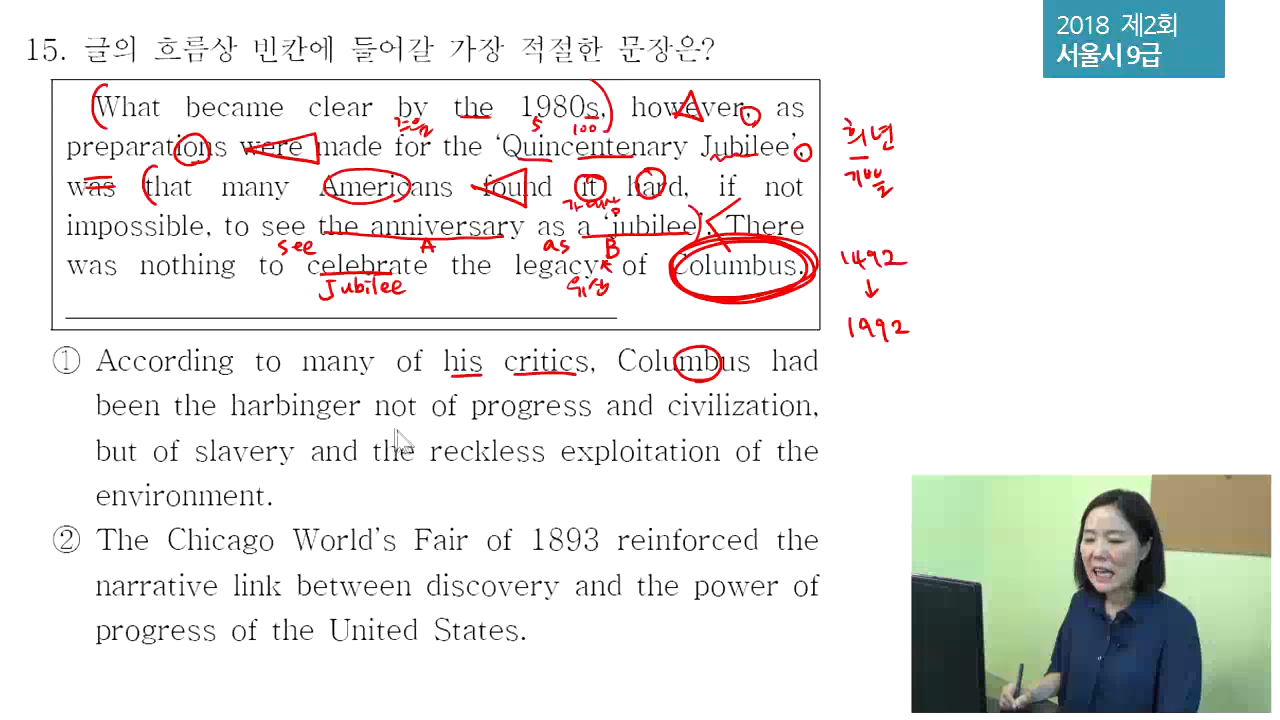 2018 제2회
서울시 9급
15. 글의 흐름상 빈칸에 들어갈 가장 적절한 문장은?
What became clear by the 1980s, however, as
기운
5
100
희년
preparations were made for the 'Quincentenary Jubilee',
기쁠
was that many Americans found it hard, if not
impossible, to see the anniversary as a 'jubilee'. There
see A as B
was nothing to celebrate the legacy of Columbus.
1492
Jubilee
유산
↓
1992
① According to many of his critics, Columbus had
been the harbinger not of progress and civilization,
but of slavery and the reckless exploitation of the
environment.
② The Chicago World's Fair of 1893 reinforced the
narrative link between discovery and the power of
progress of the United States.